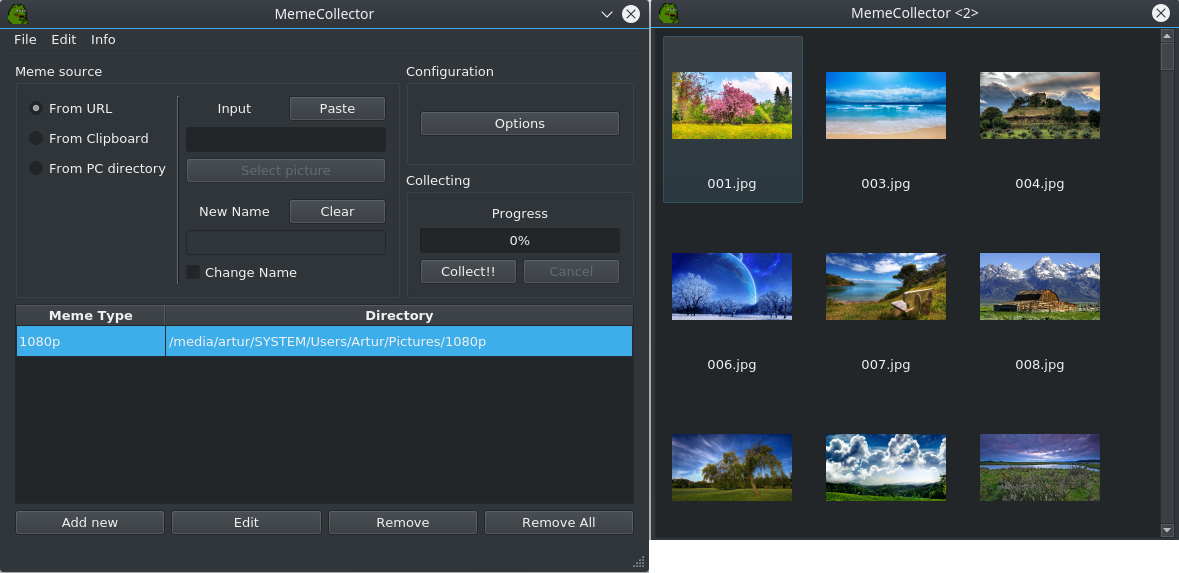 MemeCollector
File Edit Info
Meme source
From URL
From Clipboard
From PC directory
Input
Paste
Select picture
New Name
Clear
Change Name
Configuration
Options
Collecting
Progress
0%
Collect!!
Cancel
Meme Type
Directory
1080p
/media/artur/SYSTEM/Users/Artur/Pictures/1080p
Add new
Edit
Remove
Remove All
MemeCollector <2>
001.jpg
003.jpg
004.jpg
006.jpg
007.jpg
008.jpg